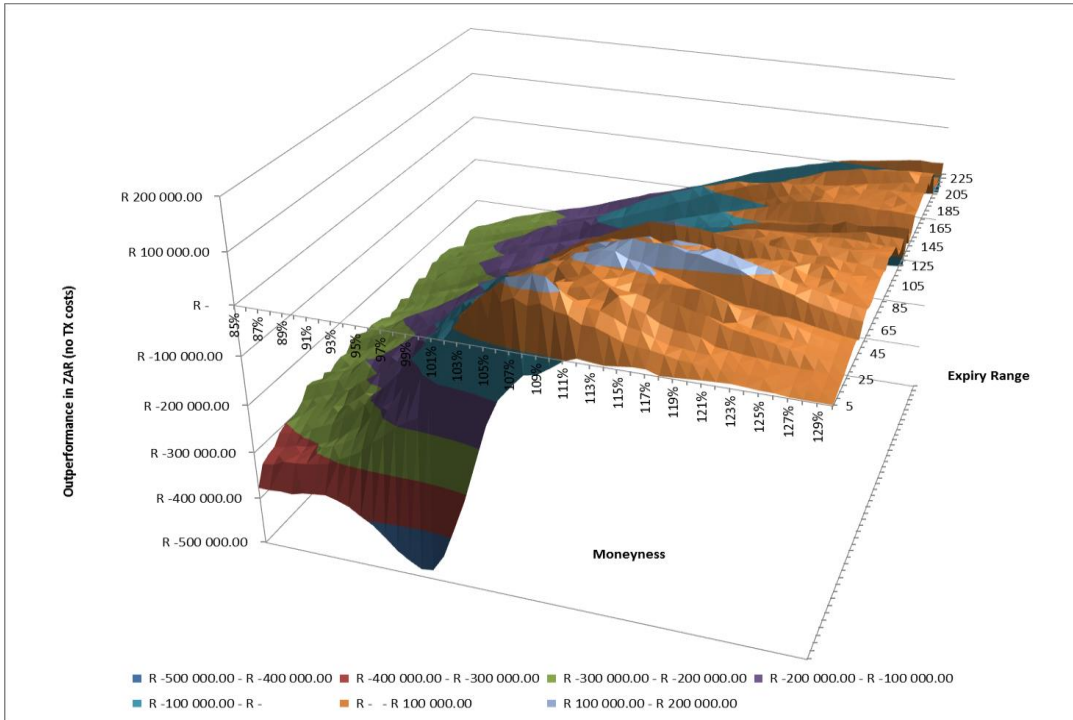 Outperformance in ZAR (no TX costs)
R 200 000.00
R 100 000.00
R -
R -100 000.00
R -200 000.00
R -300 000.00
R -400 000.00
R -500 000.00
85%
87%
89%
91%
93%
95%
97%
99%
101%
103%
105%
107%
109%
111%
113%
115%
117%
119%
121%
123%
125%
127%
129%
Moneyness
225
205
185
165
145
125
105
85
65
45
25
5
Expiry Range
R -500 000.00 - R -400 000.00
R -400 000.00 - R -300 000.00
R -300 000.00 - R -200 000.00
R -200 000.00 - R -100 000.00
R -100 000.00 - R -
R - - R 100 000.00
R 100 000.00 - R 200 000.00